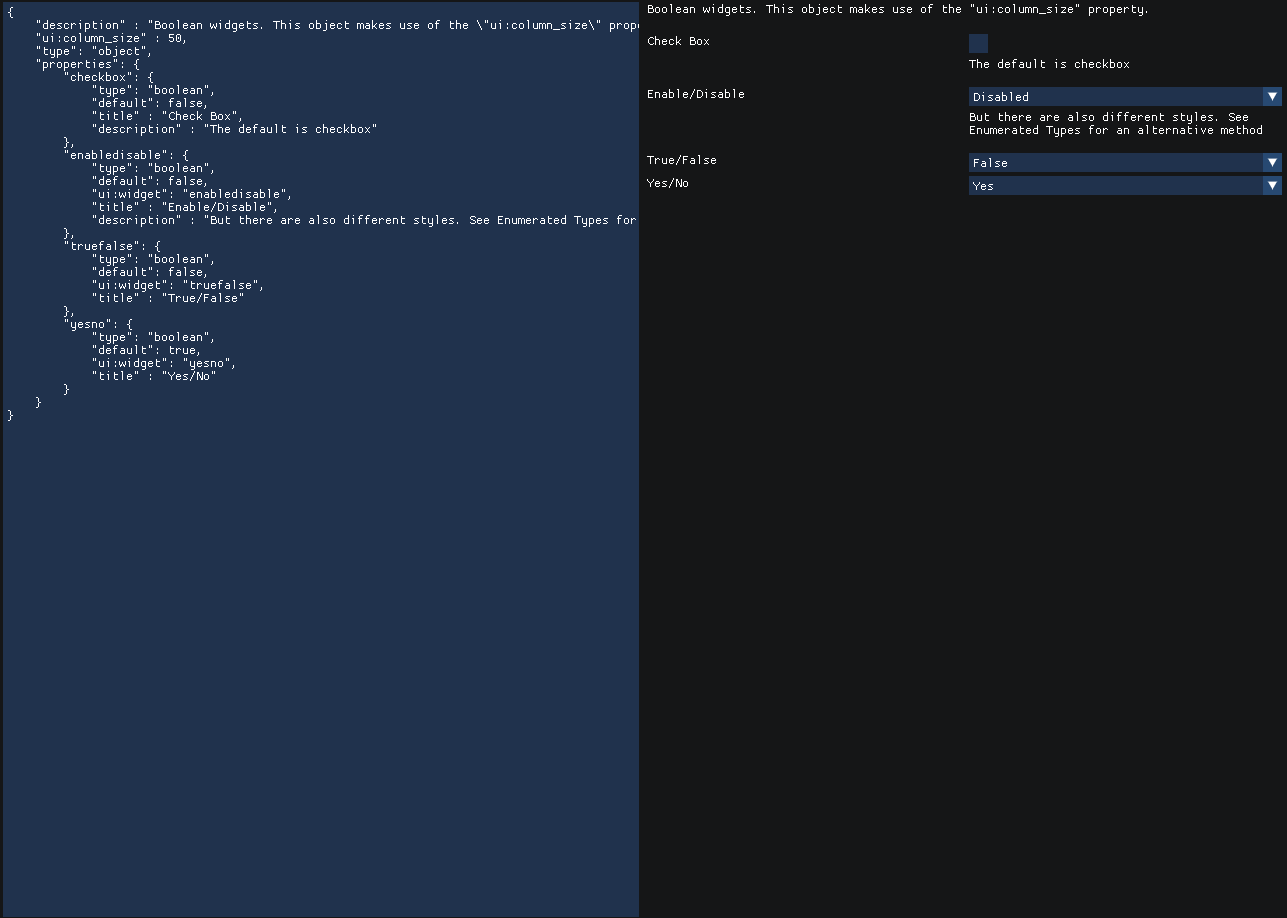 {
    "description" : "Boolean widgets. This object makes use of the \"ui:column_size\" prop
    "ui:column_size" : 50,
    "type": "object",
    "properties": {
        "checkbox": {
            "type": "boolean",
            "default": false,
            "title" : "Check Box",
            "description" : "The default is checkbox"
        },
        "enabledisable": {
            "type": "boolean",
            "default": false,
            "ui:widget": "enabledisable",
            "title" : "Enable/Disable",
            "description" : "But there are also different styles. See Enumerated Types for
        },
        "truefalse": {
            "type": "boolean",
            "default": false,
            "ui:widget": "truefalse",
            "title" : "True/False"
        },
        "yesno": {
            "type": "boolean",
            "default": true,
            "ui:widget": "yesno",
            "title" : "Yes/No"
        }
    }
}
Boolean widgets. This object makes use of the "ui:column_size" property.
Check Box
The default is checkbox
Enable/Disable
Disabled
But there are also different styles. See
Enumerated Types for an alternative method
True/False
False
Yes/No
Yes